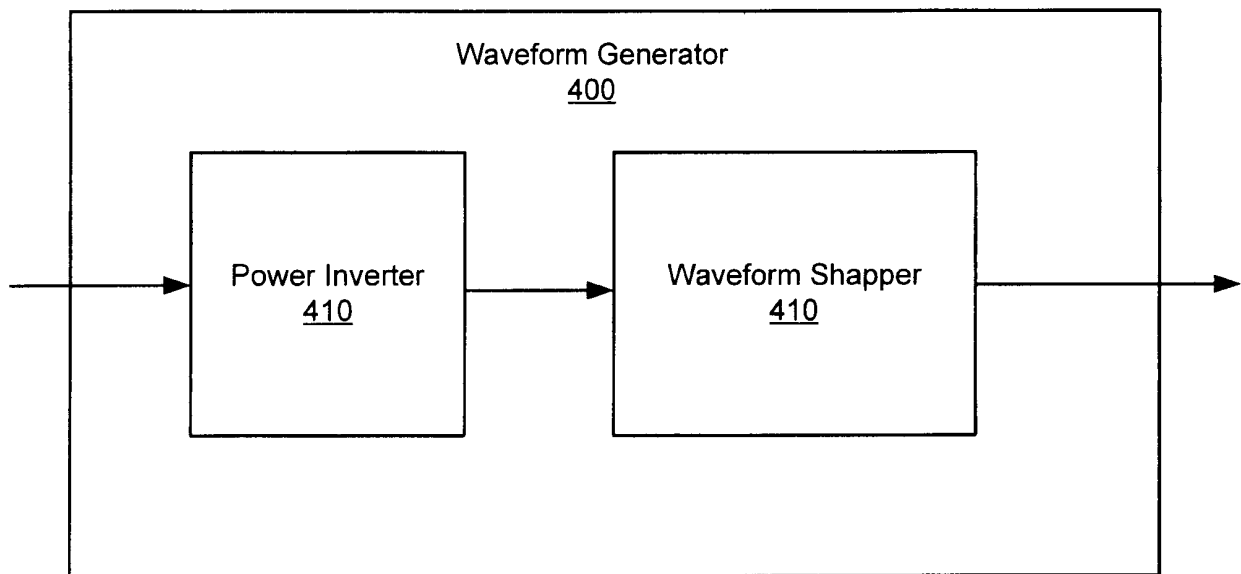 Waveform Generator
400
Power Inverter
410
Waveform Shapper
410